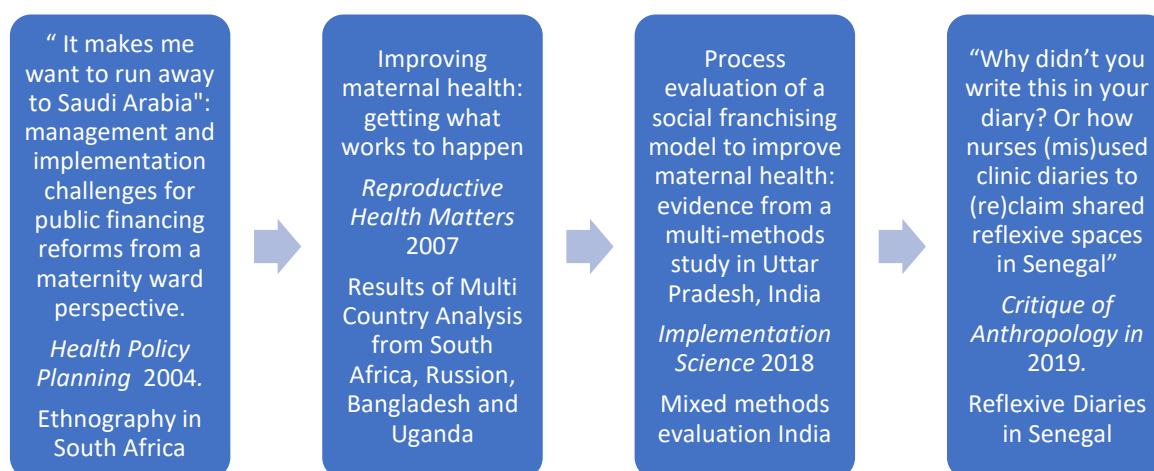 “ It makes me
want to run away
to Saudi Arabia":
management and
implementation
challenges for
public financing
reforms from a
maternity ward
perspective.
Health Policy
Planning 2004.
Ethnography in
South Africa
Improving
maternal health:
getting what
works to happen
Reproductive
Health Matters
2007
Results of Multi
Country Analysis
from South
Africa, Russion,
Bangladesh and
Uganda
Process
evaluation of a
social franchising
model to improve
maternal health:
evidence from a
multi-methods
study in Uttar
Pradesh, India
Implementation
Science 2018
Mixed methods
evaluation India
“Why didn’t you
write this in your
diary? Or how
nurses (mis)used
clinic diaries to
(re)claim shared
reflexive spaces
in Senegal”
Critique of
Anthropology in
2019.
Reflexive Diaries
in Senegal